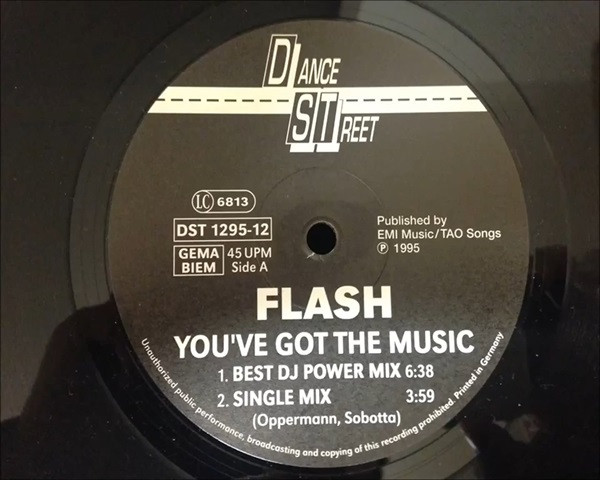 DANCE
STREET
LC 6813
DST 1295-12
GEMA
BIEM
45 UPM
Side A
Published by
EMI Music/TAO Songs
℗ 1995
FLASH
YOU'VE GOT THE MUSIC
1. BEST DJ POWER MIX 6:38
2. SINGLE MIX 3:59
(Oppermann, Sobotta)
Unauthorized public performance, broadcasting and copying of this recording prohibited. Printed in Germany